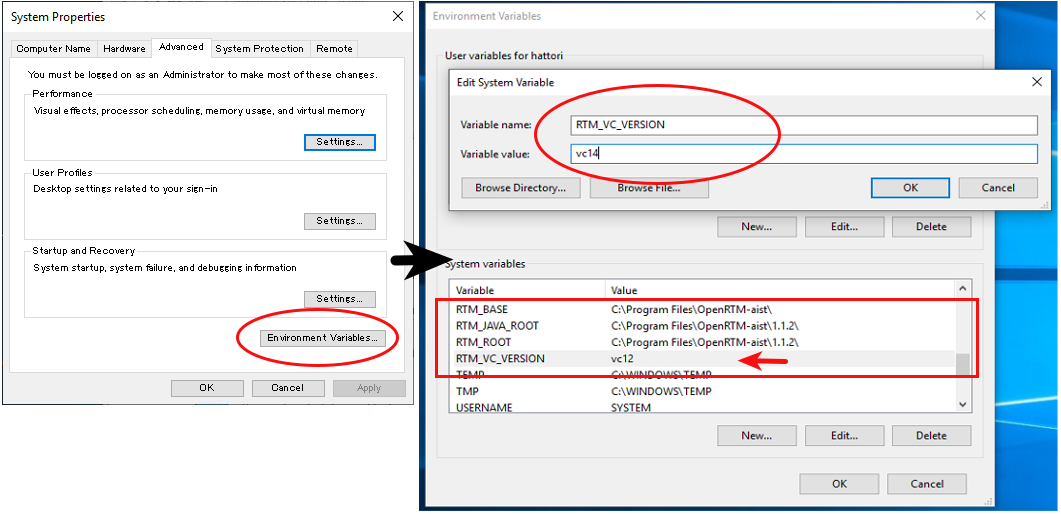 System Properties
Computer Name Hardware Advanced System Protection Remote
You must be logged on as an Administrator to make most of these changes.
Performance
Visual effects, processor scheduling, memory usage, and virtual memory
Settings...
User Profiles
Desktop settings related to your sign-in
Settings...
Startup and Recovery
System startup, system failure, and debugging information
Settings...
Environment Variables...
OK Cancel Apply
Environment Variables
User variables for hattori
Edit System Variable
Variable name: RTM_VC_VERSION
Variable value: vc14
Browse Directory... Browse File... OK Cancel
New... Edit... Delete
System variables
Variable Value
RTM_BASE C:\Program Files\OpenRTM-aist\
RTM_JAVA_ROOT C:\Program Files\OpenRTM-aist\1.1.2\
RTM_ROOT C:\Program Files\OpenRTM-aist\1.1.2\
RTM_VC_VERSION vc12
TEMP C:\WINDOWS\TEMP
TMP C:\WINDOWS\TEMP
USERNAME SYSTEM
New... Edit... Delete
OK Cancel